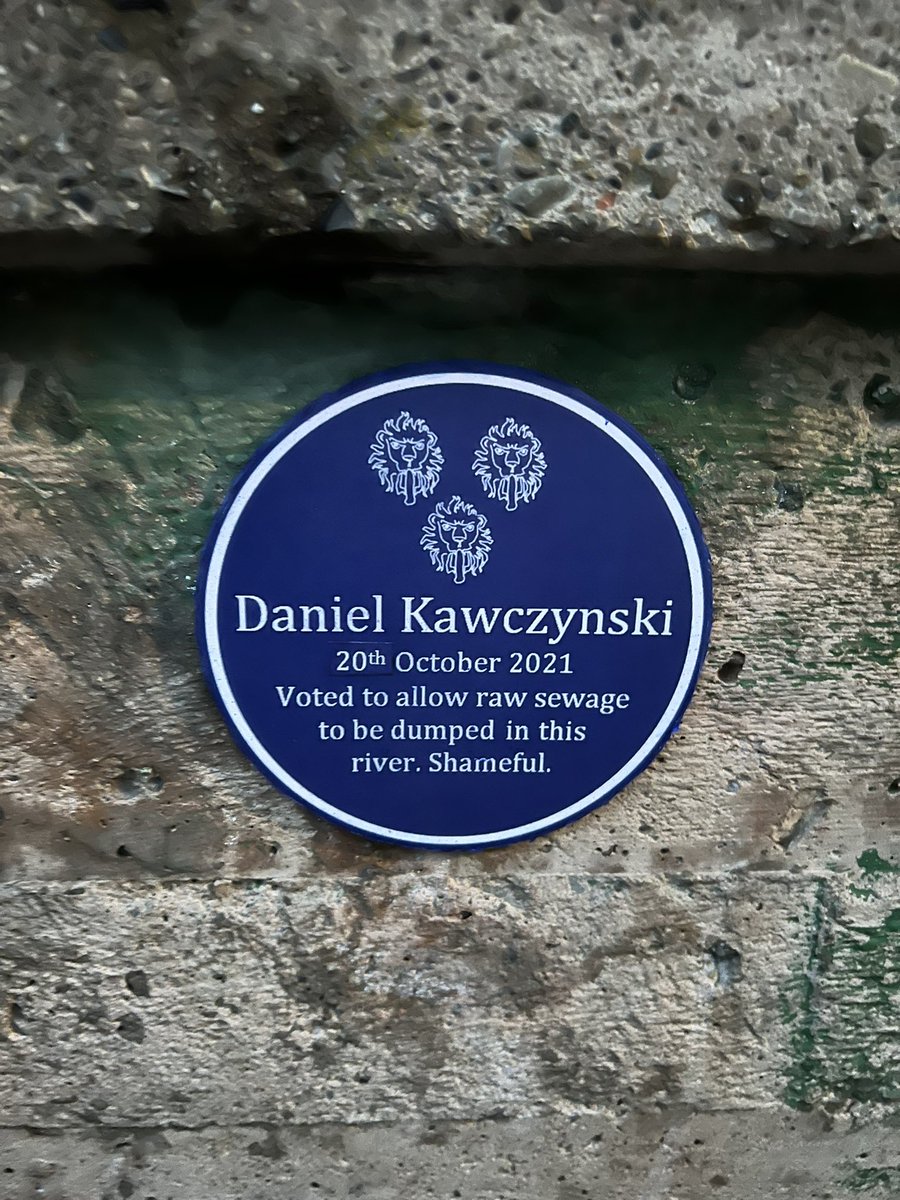 Daniel Kawczynski
20th October 2021
Voted to allow raw sewage
to be dumped in this
river. Shameful.